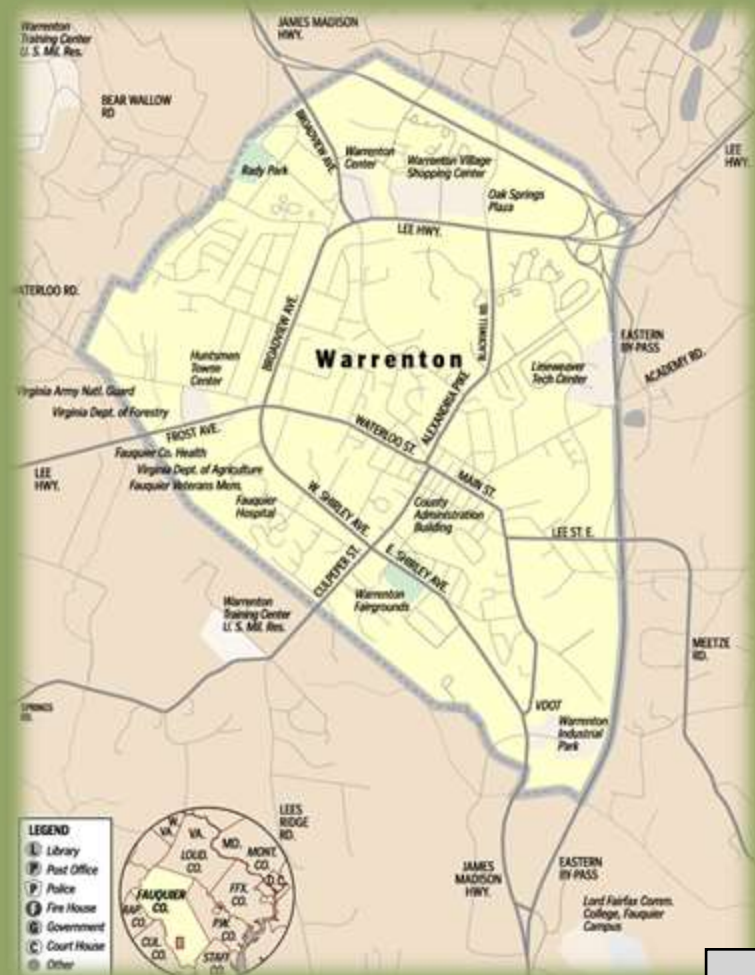 JAMES MADISON
HWY.
Warrenton
Training Center
U. S. Mil. Res.
BEAR WALLOW
RD
BROADVIEW AVE.
Warrenton
Center
Warrenton Village
Shopping Center
LEE
HWY.
Rady Park
Oak Springs
Plaza
LEE HWY.
WATERLOO RD.
BROADVIEW AVE.
BLACKWELL RD.
EASTERN
BY-PASS
Huntsmen
Towne
Center
Warrenton
Lineweaver
Tech Center
ACADEMY RD.
ALEXANDRIA PIKE
Virginia Army Natl. Guard
Virginia Dept. of Forestry
WATERLOO ST.
FROST AVE.
Fauquier Co. Health
Virginia Dept. of Agriculture
Fauquier Veterans Mem.
LEE
HWY.
MAIN ST.
W. SHIRLEY AVE.
Fauquier
Hospital
County
Administration
Building
LEE ST. E.
CULPEPER ST.
E. SHIRLEY AVE.
Warrenton
Fairgrounds
Warrenton
Training Center
U. S. Mil. Res.
MEETZE
RD.
SPRINGS
RD.
VDOT
Warrenton
Industrial
Park
LEES
RIDGE
RD.
JAMES
MADISON
HWY.
EASTERN
BY-PASS
Lord Fairfax Comm.
College, Fauquier
Campus
LEGEND
L Library
P Post Office
P Police
F Fire House
G Government
C Court House
Other
W.
VA.
VA.
MD.
LOUD.
CO.
MONT.
CO.
D.C.
FAUQUIER
CO.
FFX.
CO.
RAP.
CO.
P.W.
CO.
CUL.
CO.
STAFF.
CO.